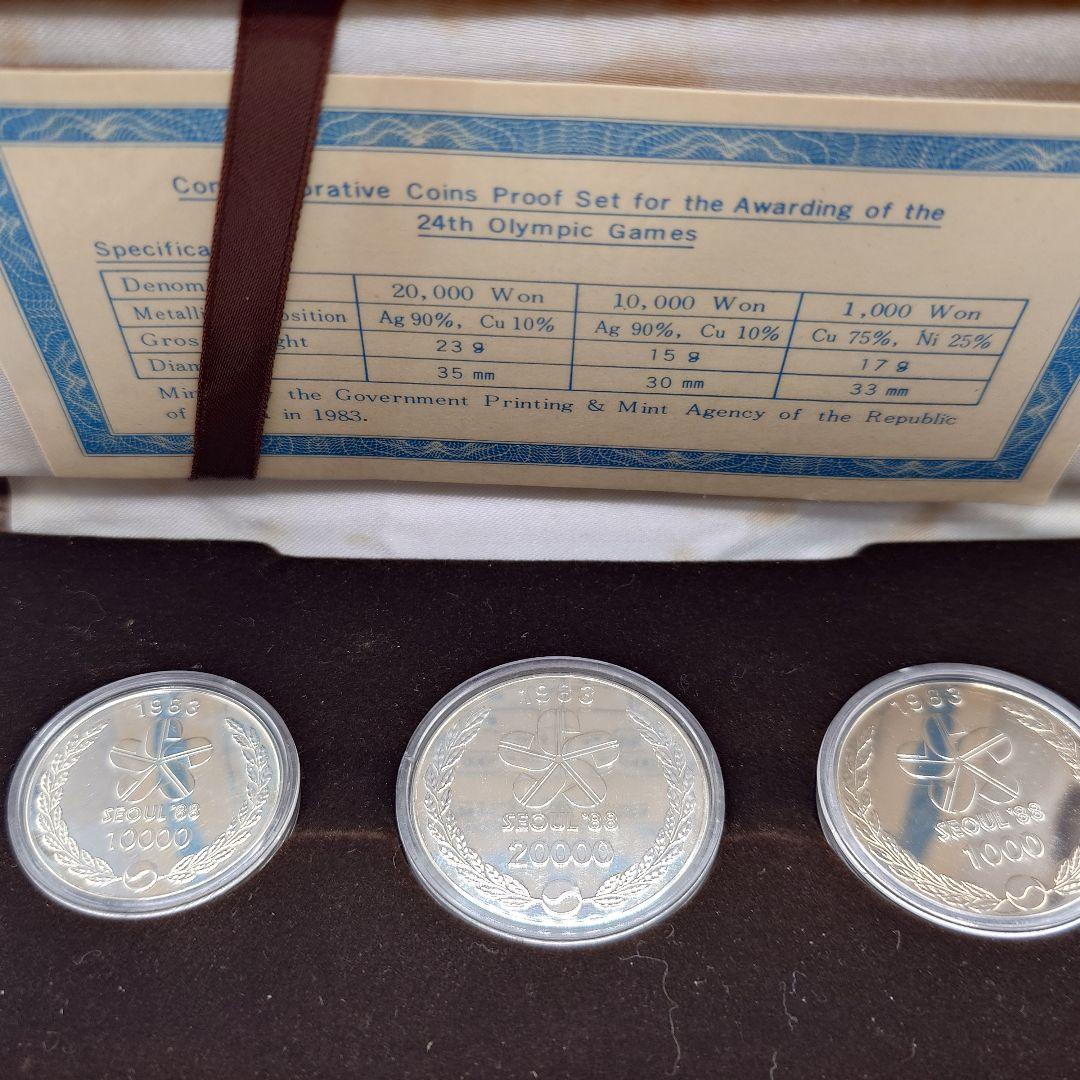 Com orative Coins Proof Set for the Awarding of the
24th Olympic Games
Specifica
Denom 20,000 Won 10,000 Won 1,000 Won
Metalli osition Ag 90%, Cu 10% Ag 90%, Cu 10% Cu 75%, Ni 25%
Gros ght 23 g 15 g 17 g
Diam 35 mm 30 mm 33 mm
Min the Government Printing & Mint Agency of the Republic
of in 1983.
1983
SEOUL '88
10000
1983
SEOUL '88
20000
1983
SEOUL '88
1000